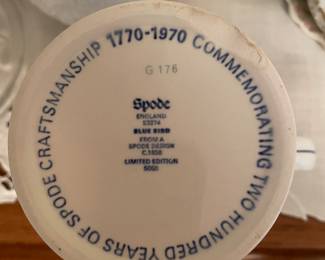 1770-1970 COMMEMORATING TWO HUNDRED YEARS OF SPODE CRAFTSMANSHIP
G 176
Spode
ENGLAND
S3274
BLUE BIRD
FROM A
SPODE DESIGN
LIMITED EDITION